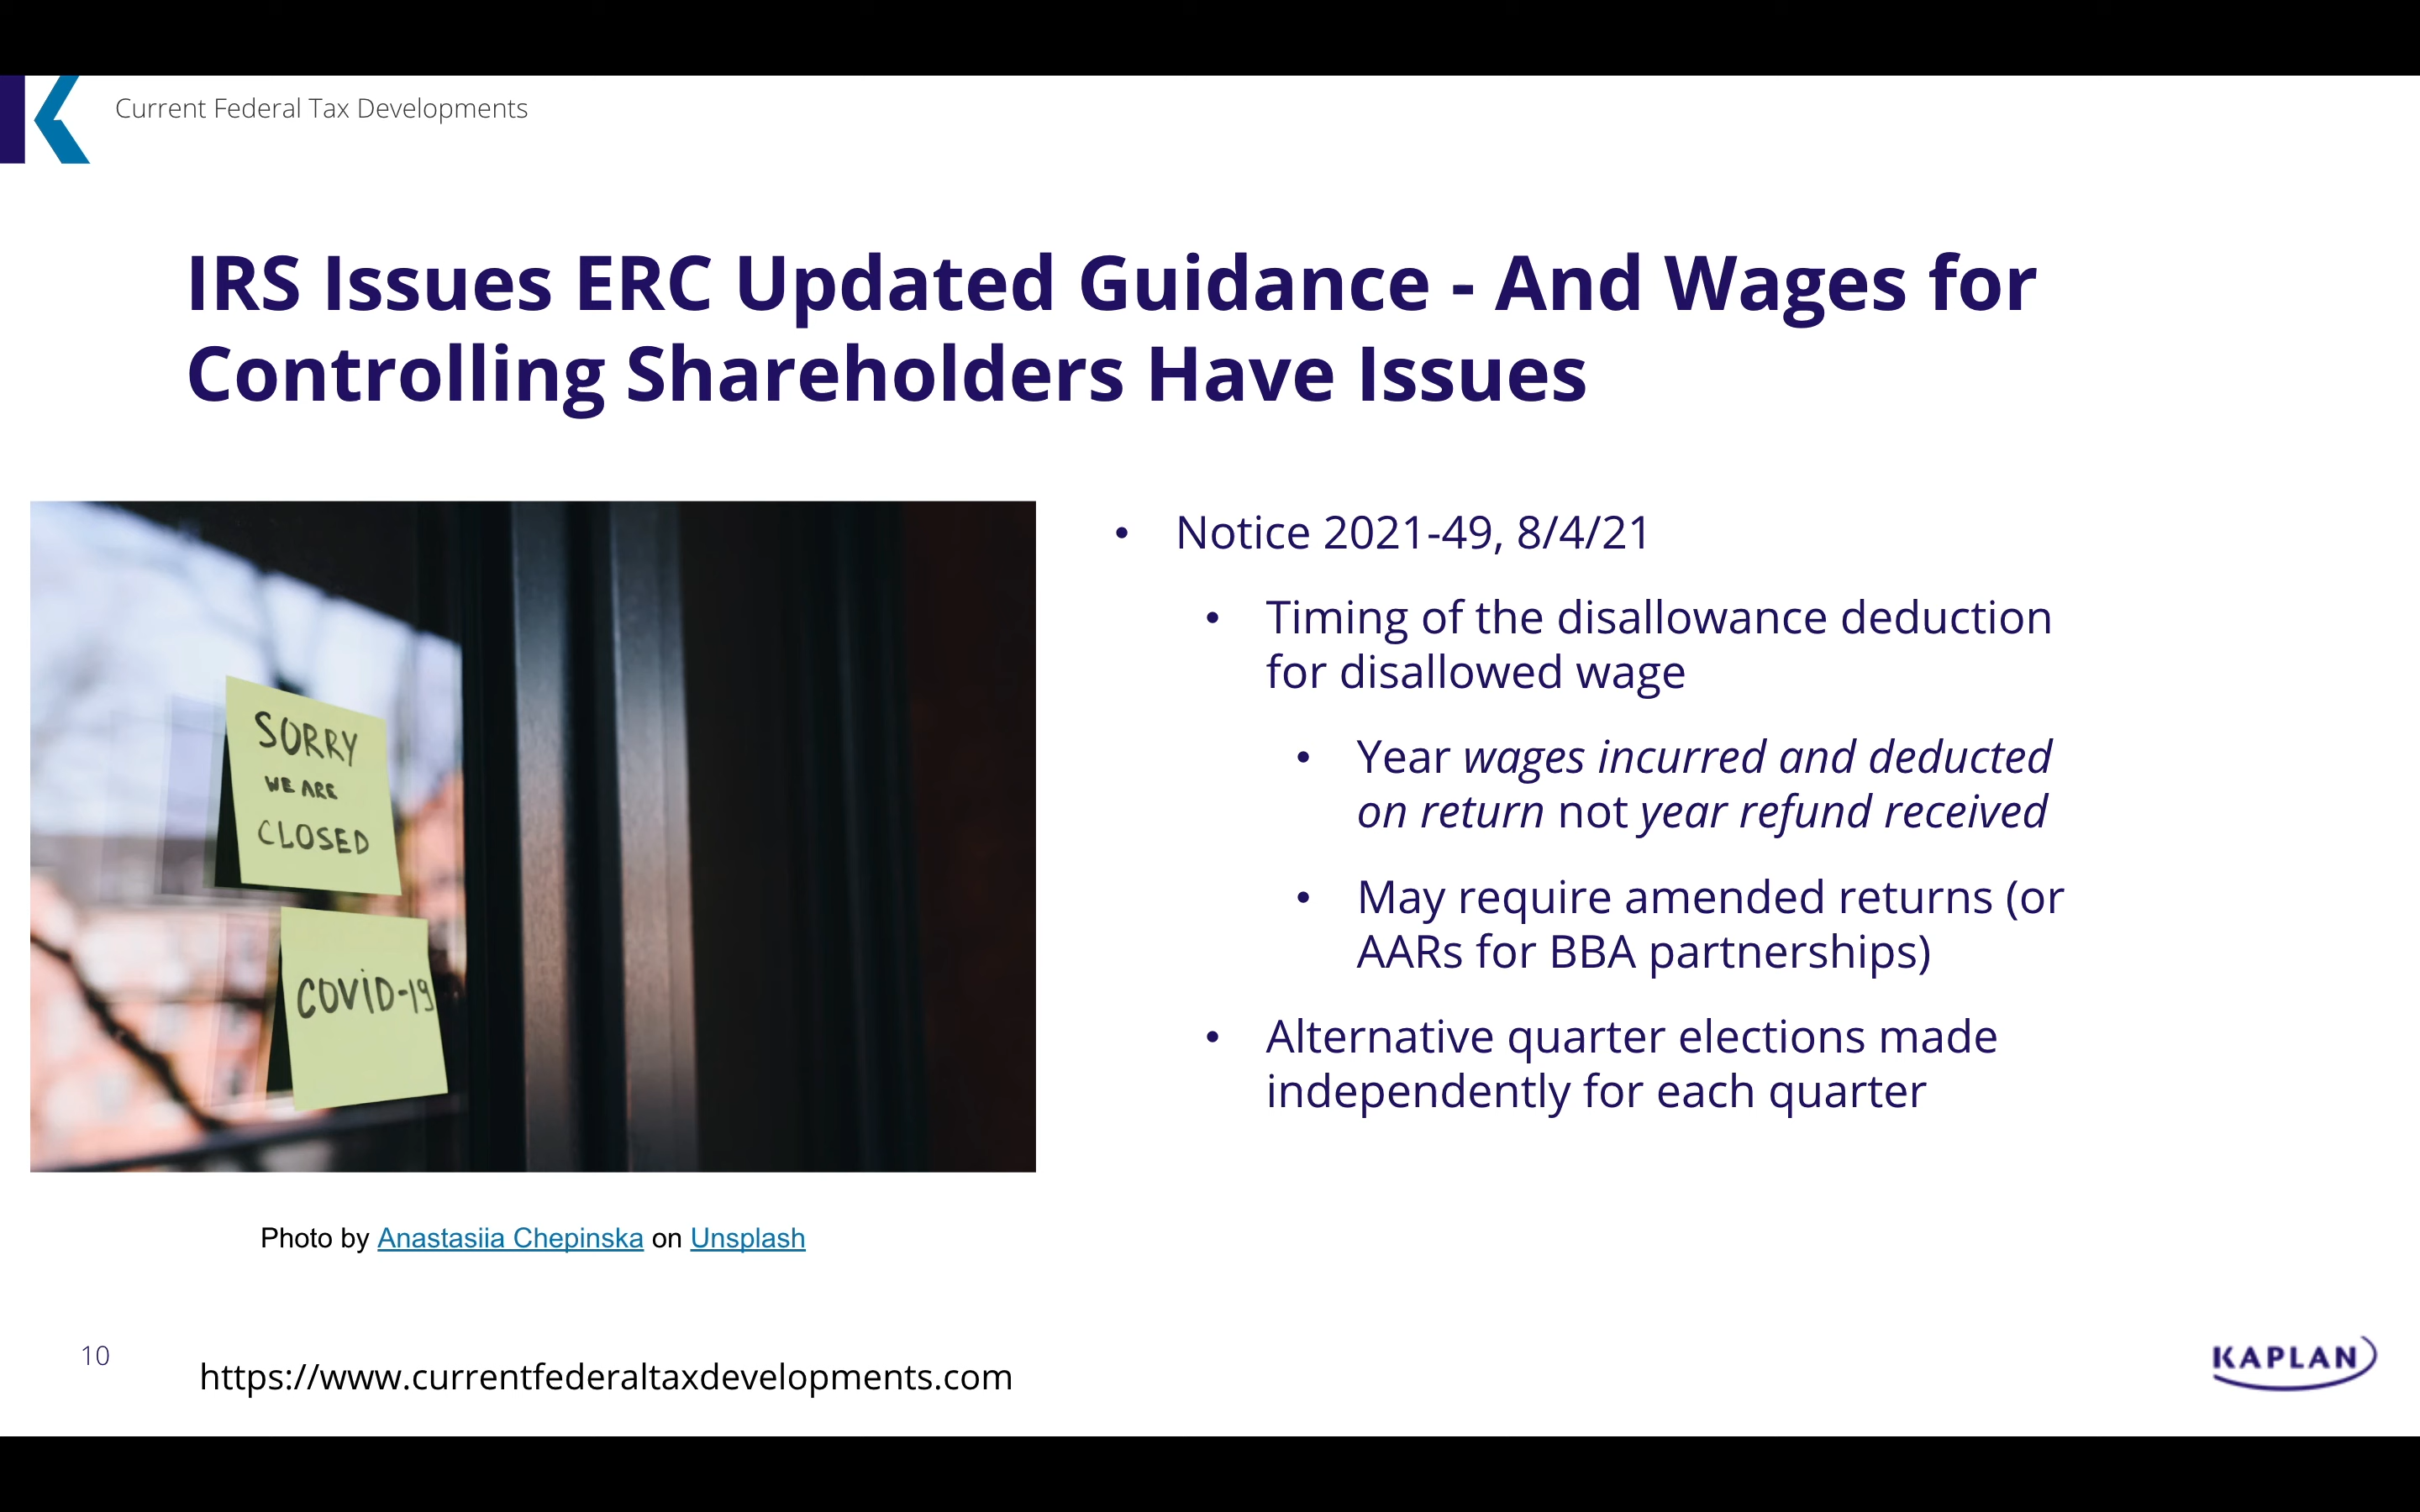 Current Federal Tax Developments
IRS Issues ERC Updated Guidance - And Wages for
Controlling Shareholders Have Issues
SORRY
WE ARE
CLOSED
COVID-19
Photo by Anastasiia Chepinska on Unsplash
• Notice 2021-49, 8/4/21
• Timing of the disallowance deduction
for disallowed wage
• Year wages incurred and deducted
on return not year refund received
• May require amended returns (or
AARs for BBA partnerships)
• Alternative quarter elections made
independently for each quarter
10
https://www.currentfederaltaxdevelopments.com
KAPLAN